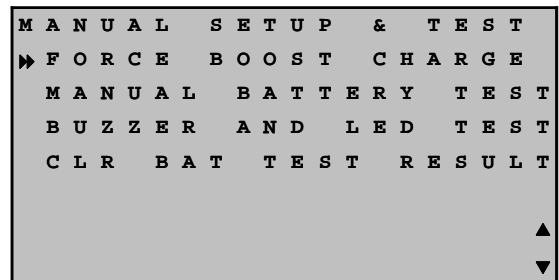 MANUAL SETUP & TEST
FORCE BOOST CHARGE
MANUAL BATTERY TEST
BUZZER AND LED TEST
CLR BAT TEST RESULT